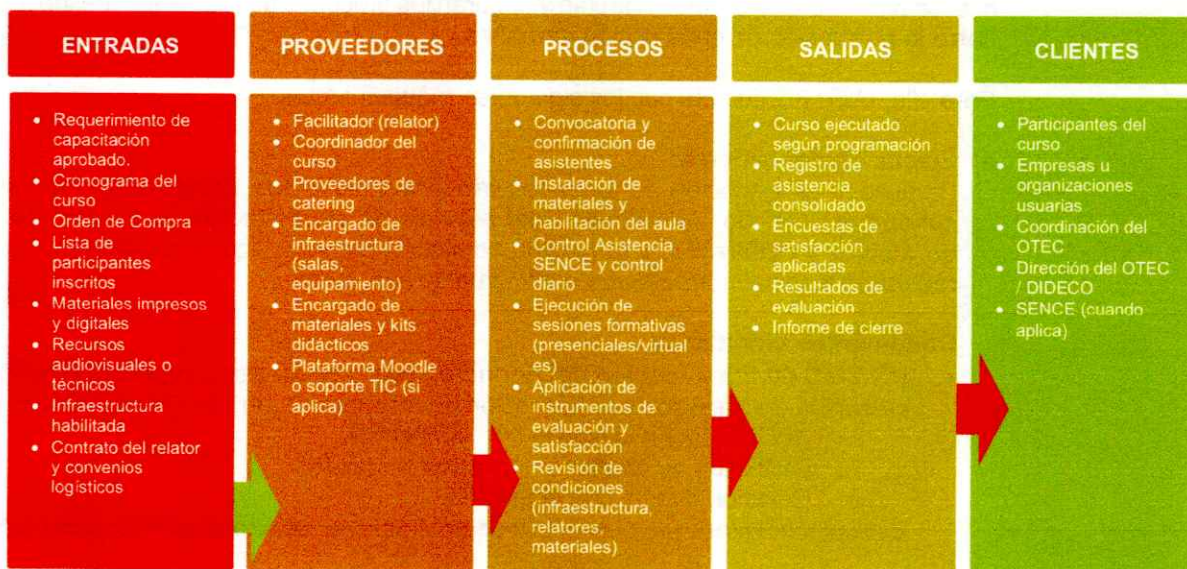 ENTRADAS
• Requerimiento de
capacitación
aprobado.
• Cronograma del
curso
• Orden de Compra
• Lista de
participantes
inscritos
• Materiales impresos
y digitales
• Recursos
audiovisuales o
técnicos
• Infraestructura
habilitada
• Contrato del relator
y convenios
logísticos
PROVEEDORES
• Facilitador (relator)
• Coordinador del
curso
• Proveedores de
catering
• Encargado de
infraestructura
(salas,
equipamiento)
• Encargado de
materiales y kits
didácticos
• Plataforma Moodle
o soporte TIC (si
aplica)
PROCESOS
• Convocatoria y
confirmación de
asistentes
• Instalación de
materiales y
habilitación del aula
• Control Asistencia
SENCE y control
diario
• Ejecución de
sesiones formativas
(presenciales/virtual
es)
• Aplicación de
instrumentos de
evaluación y
satisfacción
• Revisión de
condiciones
(infraestructura,
relatores,
materiales)
SALIDAS
• Curso ejecutado
según programación
• Registro de
asistencia
consolidado
• Encuestas de
satisfacción
aplicadas
• Resultados de
evaluación
• Informe de cierre
CLIENTES
• Participantes del
curso
• Empresas u
organizaciones
usuarias
• Coordinación del
OTEC
• Dirección del OTEC
/ DIDECO
• SENCE (cuando
aplica)